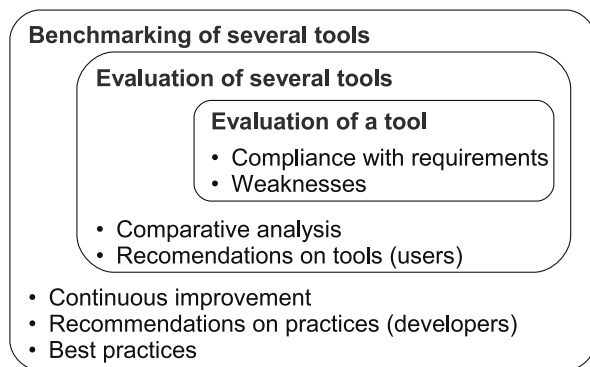 Benchmarking of several tools
Evaluation of several tools
Evaluation of a tool
• Compliance with requirements
• Weaknesses
• Comparative analysis
• Recomendations on tools (users)
• Continuous improvement
• Recommendations on practices (developers)
• Best practices